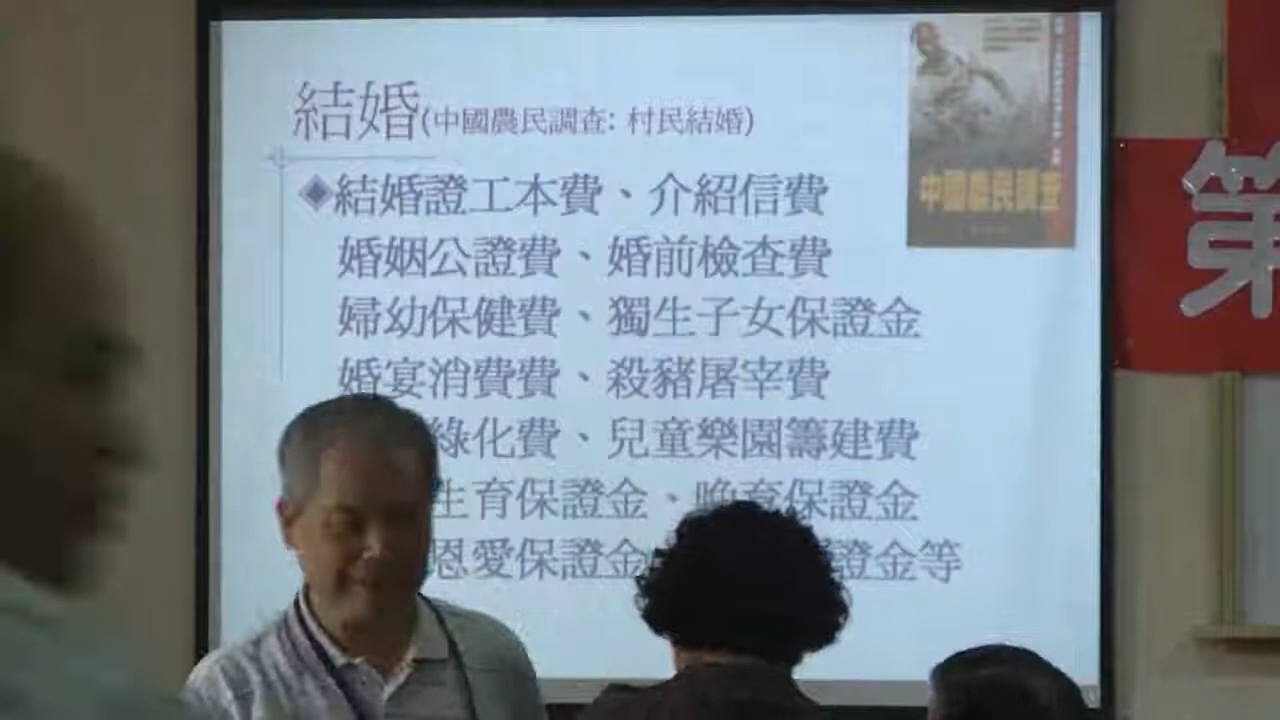 結婚(中國農民調查: 村民結婚)
◆結婚證工本費、介紹信費
婚姻公證費、婚前檢查費
婦幼保健費、獨生子女保證金
婚宴消費費、殺豬屠宰費
綠化費、兒童樂園籌建費
生育保證金、晚育保證金
恩愛保證金
證金等
中國農民調查
第